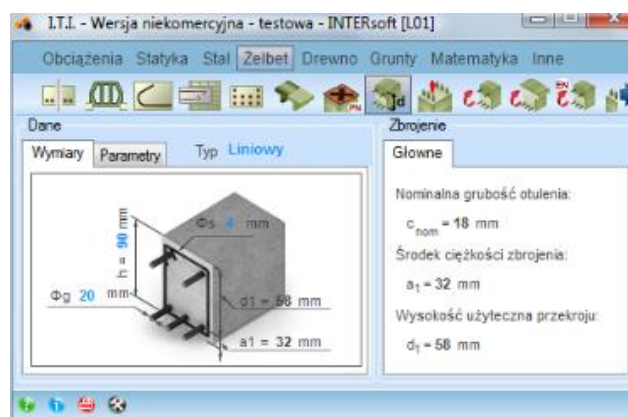 I.T.I. - Wersja niekomercyjna - testowa - INTERsoft [L01]
Obciążenia Statyka Stal Żelbet Drewno Grunty Matematyka Inne
Dane
Wymiary Parametry Typ Liniowy
Φs 4 mm
h = 90 mm
Φg 20 mm
d1 = 58 mm
a1 = 32 mm
Zbrojenie
Głowne
Nominalna grubość otulenia:
c nom = 18 mm
Środek ciężkości zbrojenia:
a1 = 32 mm
Wysokość użyteczna przekroju:
d1 = 58 mm